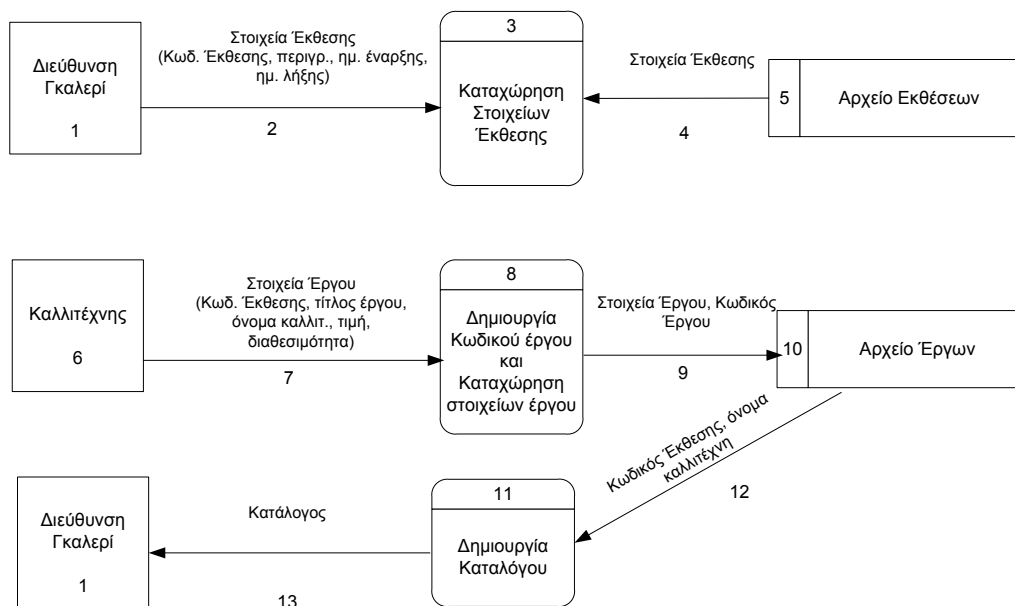 Διεύθυνση
Γκαλερί
1
Στοιχεία Έκθεσης
(Κωδ. Έκθεσης, περιγρ., ημ. έναρξης,
ημ. λήξης)
2
3
Καταχώρηση
Στοιχείων
Έκθεσης
Στοιχεία Έκθεσης
4
5
Αρχείο Εκθέσεων
Καλλιτέχνης
6
Στοιχεία Έργου
(Κωδ. Έκθεσης, τίτλος έργου,
όνομα καλλιτ., τιμή,
διαθεσιμότητα)
7
8
Δημιουργία
Κωδικού έργου
και
Καταχώρηση
στοιχείων έργου
Στοιχεία Έργου, Κωδικός
Έργου
9
10
Αρχείο Έργων
Κωδικός Έκθεσης, όνομα
καλλιτέχνη
12
11
Δημιουργία
Καταλόγου
Κατάλογος
13
Διεύθυνση
Γκαλερί
1